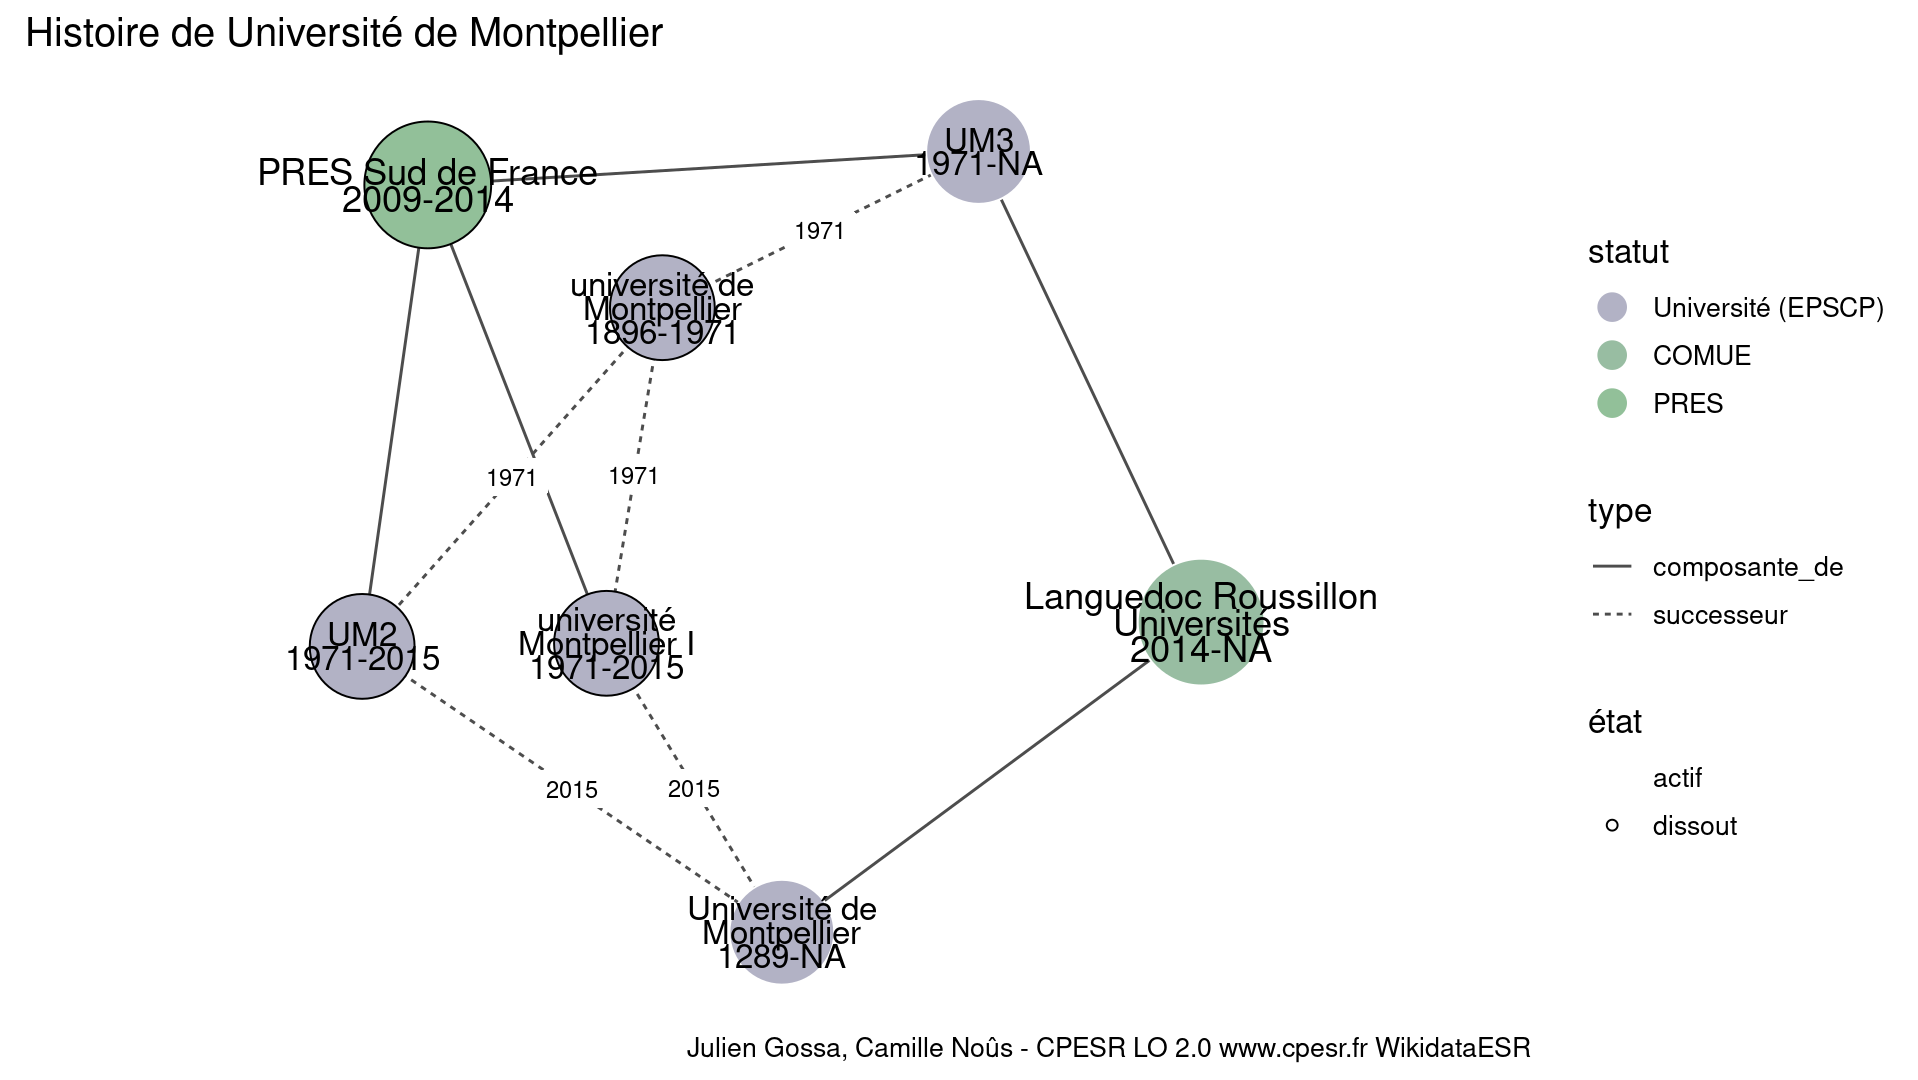 Histoire de Université de Montpellier
PRES Sud de France
2009-2014
UM3
1971-NA
1971
université de
Montpellier
1896-1971
1971
1971
UM2
1971-2015
université
Montpellier I
1971-2015
Languedoc Roussillon
Universités
2014-NA
2015
2015
Université de
Montpellier
1289-NA
statut
Université (EPSCP)
COMUE
PRES
type
composante_de
successeur
état
actif
dissout
Julien Gossa, Camille Noûs - CPESR LO 2.0 www.cpesr.fr WikidataESR